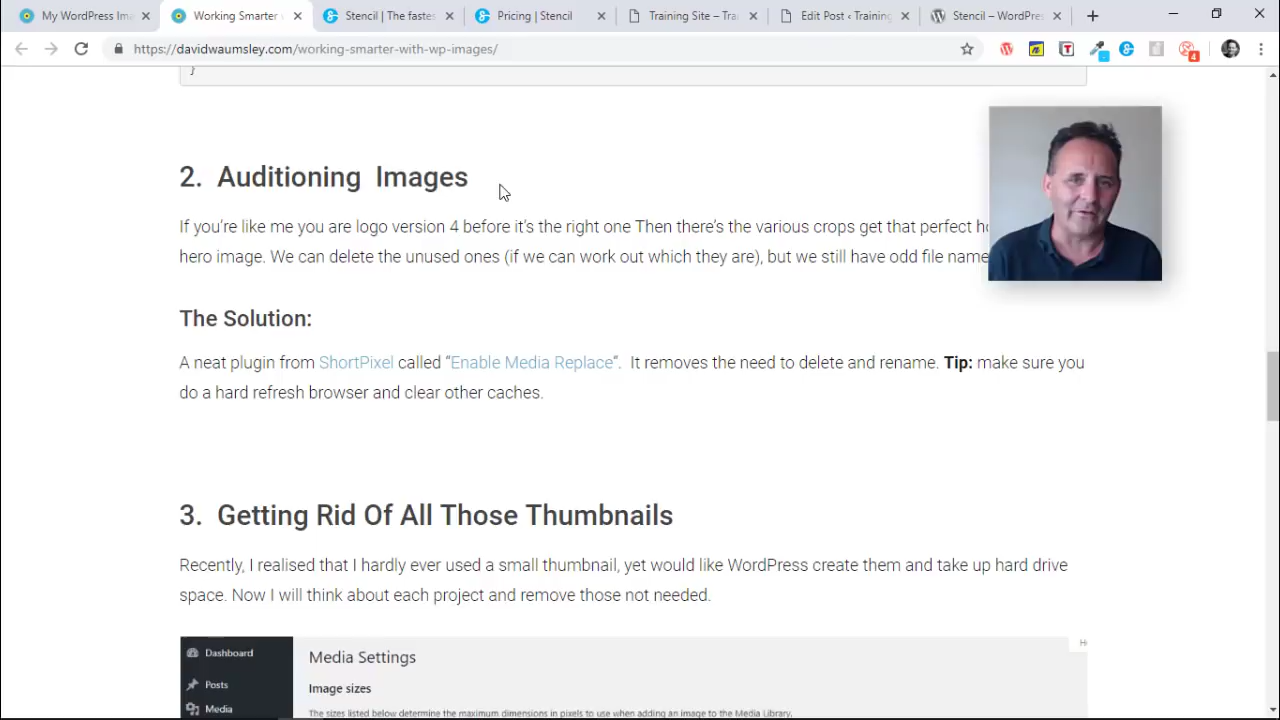 My WordPress Ima
Working Smarter
Stencil | The fastes
Pricing | Stencil
Training Site – Tra
Edit Post ‹ Training
Stencil – WordPres
https://davidwaumsley.com/working-smarter-with-wp-images/
4
}
2. Auditioning Images
If you're like me you are logo version 4 before it's the right one Then there's the various crops get that perfect h
hero image. We can delete the unused ones (if we can work out which they are), but we still have odd file name
The Solution:
A neat plugin from ShortPixel called “Enable Media Replace“. It removes the need to delete and rename. Tip: make sure you
do a hard refresh browser and clear other caches.
3. Getting Rid Of All Those Thumbnails
Recently, I realised that I hardly ever used a small thumbnail, yet would like WordPress create them and take up hard drive
space. Now I will think about each project and remove those not needed.
Dashboard
Media Settings
H
Posts
Image sizes
Media
The sizes listed below determine the maximum dimensions in pixels to use when adding an image to the Media Library.